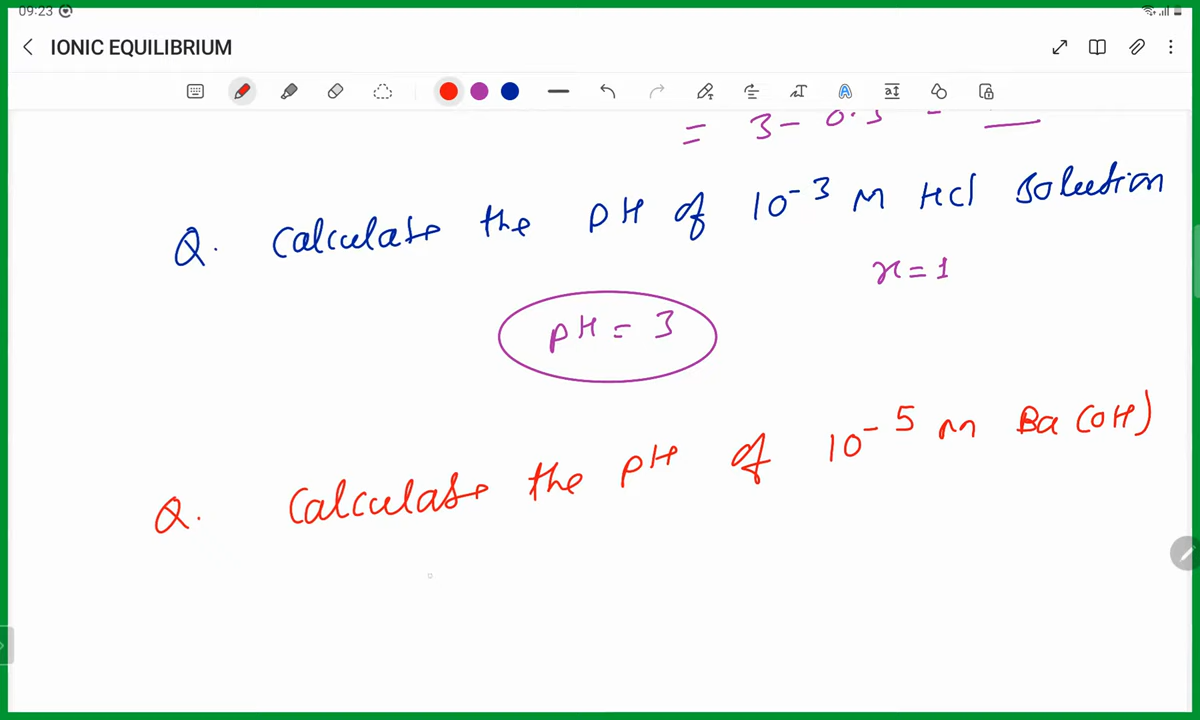 09:23
IONIC EQUILIBRIUM
= 3 - 0.3 =
Q. Calculate the pH of 10⁻³ M HCl solution
x = 1
pH = 3
Q. Calculate the pH of 10⁻⁵ M Ba(OH)